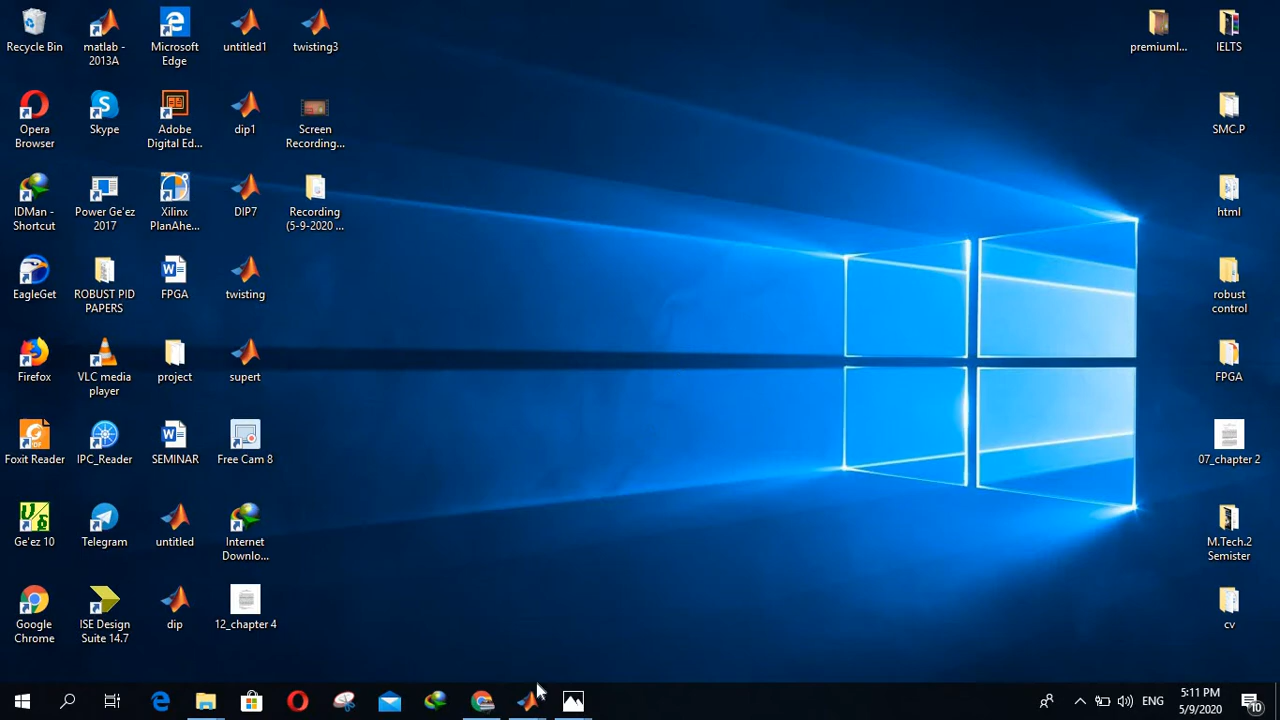 Recycle Bin
matlab -
2013A
Microsoft
Edge
untitled1
twisting3
premiuml...
IELTS
Opera
Browser
Skype
Adobe
Digital Ed...
dip1
Screen
Recording...
SMC.P
IDMan -
Shortcut
Power Ge'ez
2017
Xilinx
PlanAhe...
DIP7
Recording
(5-9-2020 ...
html
EagleGet
ROBUST PID
PAPERS
FPGA
twisting
robust
control
Firefox
VLC media
player
project
supert
FPGA
Foxit Reader
IPC_Reader
SEMINAR
Free Cam 8
07_chapter 2
Ge'ez 10
Telegram
untitled
Internet
Downlo...
M.Tech.2
Semister
Google
Chrome
ISE Design
Suite 14.7
dip
12_chapter 4
cv
ENG
5:11 PM
5/9/2020
10